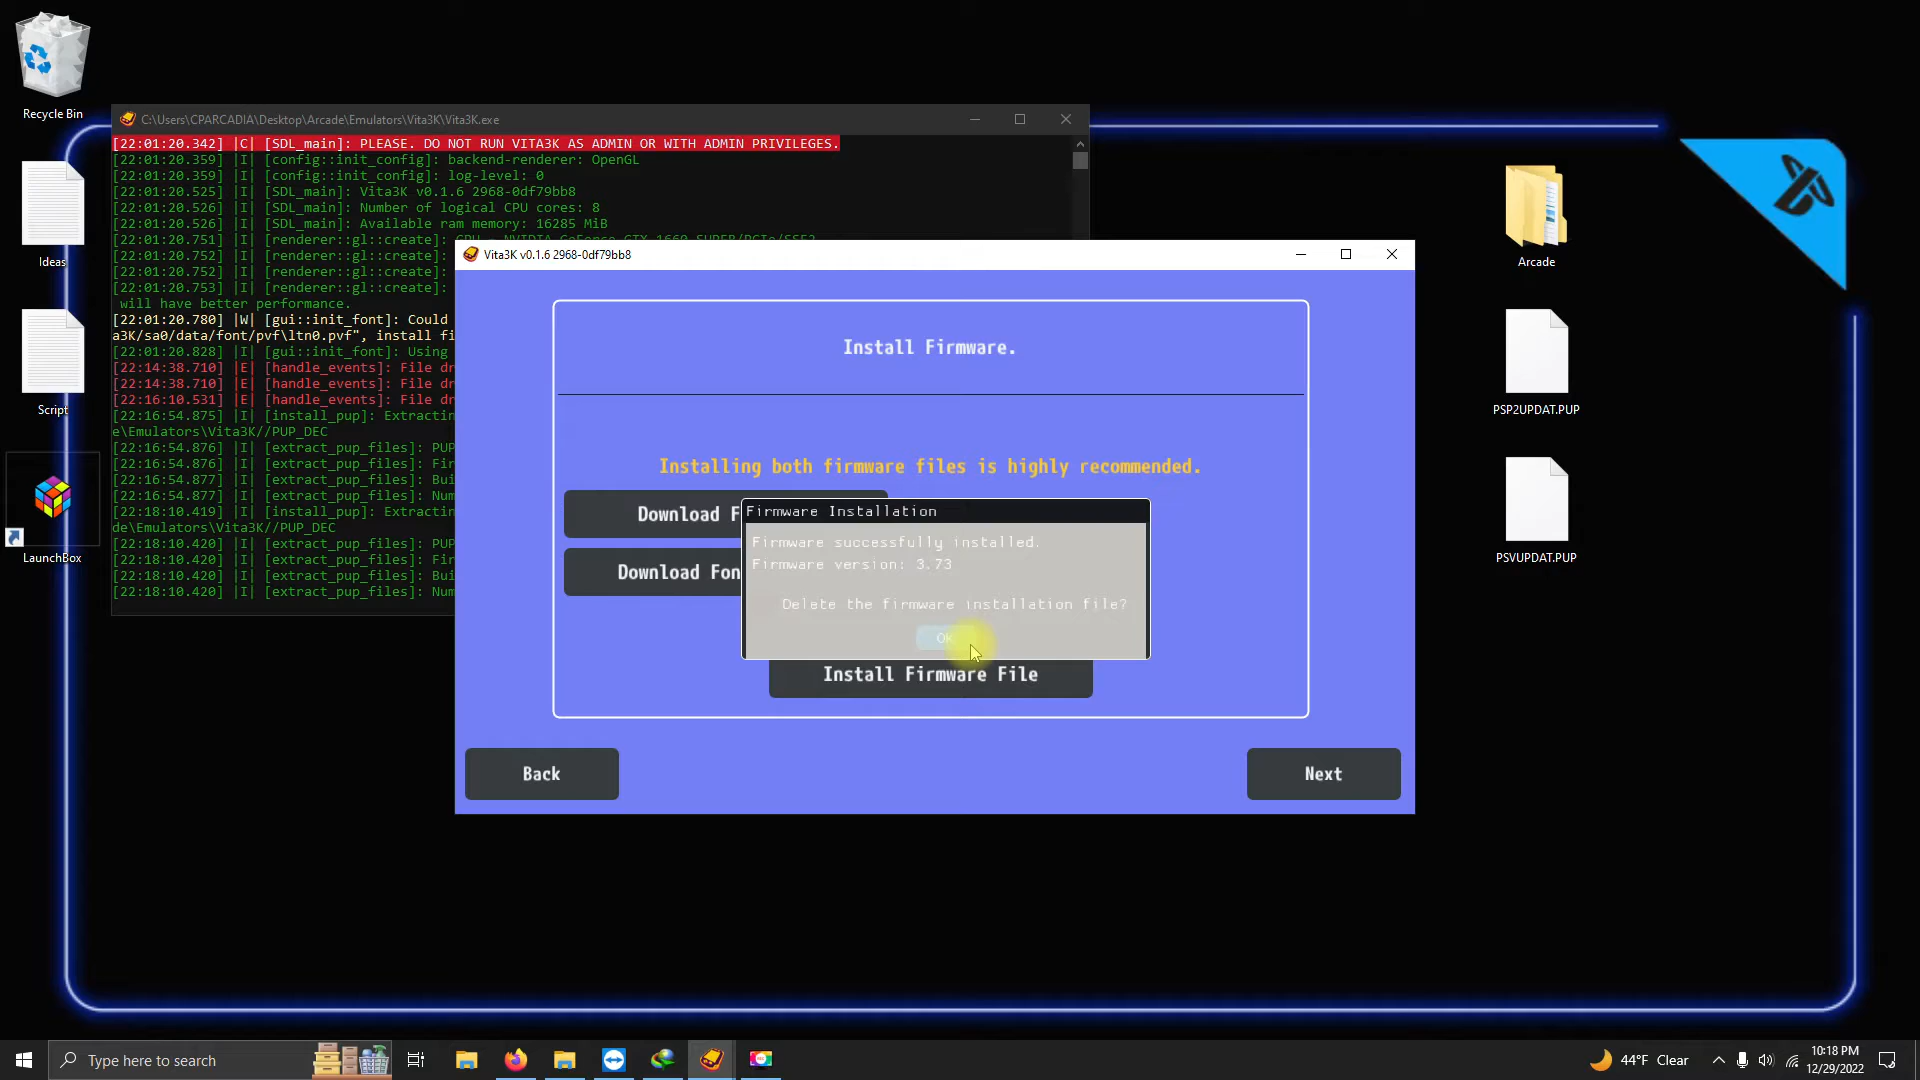 Recycle Bin
Ideas
Script
LaunchBox
C:\Users\CPARCADIA\Desktop\Arcade\Emulators\Vita3K\Vita3K.exe
[22:01:20.342] |C| [SDL_main]: PLEASE. DO NOT RUN VITA3K AS ADMIN OR WITH ADMIN PRIVILEGES.
[22:01:20.359] |I| [config::init_config]: backend-renderer: OpenGL
[22:01:20.359] |I| [config::init_config]: log-level: 0
[22:01:20.525] |I| [SDL_main]: Vita3K v0.1.6 2968-0df79bb8
[22:01:20.526] |I| [SDL_main]: Number of logical CPU cores: 8
[22:01:20.526] |I| [SDL_main]: Available ram memory: 16285 MiB
[22:01:20.751] |I| [renderer::gl::create]: GPU = NVIDIA GeForce GTX 1660 SUPER/PCIe/SSE2
[22:01:20.752] |I| [renderer::gl::create]:
[22:01:20.752] |I| [renderer::gl::create]:
[22:01:20.753] |I| [renderer::gl::create]:
will have better performance.
[22:01:20.780] |W| [gui::init_font]: Could
a3K/sa0/data/font/pvf\ltn0.pvf", install fi
[22:01:20.828] |I| [gui::init_font]: Using
[22:14:38.710] |E| [handle_events]: File dr
[22:14:38.710] |E| [handle_events]: File dr
[22:16:10.531] |E| [handle_events]: File dr
[22:16:54.875] |I| [install_pup]: Extractin
e\Emulators\Vita3K//PUP_DEC
[22:16:54.876] |I| [extract_pup_files]: PUP
[22:16:54.876] |I| [extract_pup_files]: Fir
[22:16:54.877] |I| [extract_pup_files]: Bui
[22:16:54.877] |I| [extract_pup_files]: Num
[22:18:10.419] |I| [install_pup]: Extractin
de\Emulators\Vita3K//PUP_DEC
[22:18:10.420] |I| [extract_pup_files]: PUP
[22:18:10.420] |I| [extract_pup_files]: Fir
[22:18:10.420] |I| [extract_pup_files]: Bui
[22:18:10.420] |I| [extract_pup_files]: Num
Vita3K v0.1.6 2968-0df79bb8
Install Firmware.
Installing both firmware files is highly recommended.
Download F
Download Fon
Firmware Installation
Firmware successfully installed.
Firmware version: 3.73
Delete the firmware installation file?
OK
Install Firmware File
Back
Next
Arcade
PSP2UPDAT.PUP
PSVUPDAT.PUP
Type here to search
44°F Clear
10:18 PM
12/29/2022